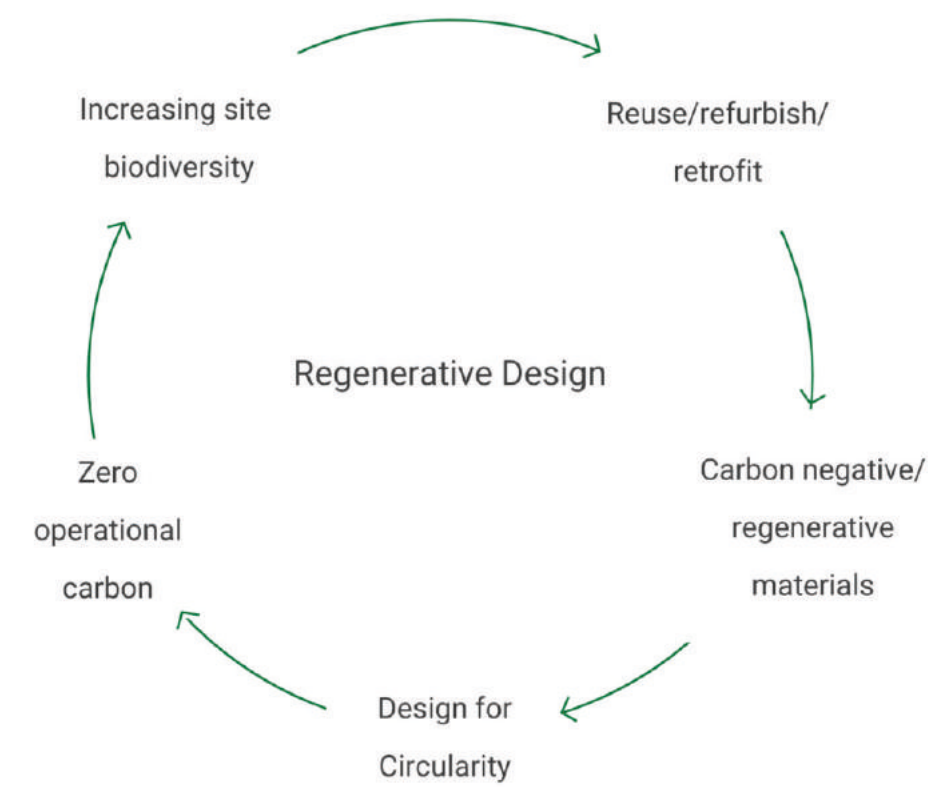 Increasing site
biodiversity
Reuse/refurbish/
retrofit
Regenerative Design
Carbon negative/
regenerative
materials
Zero
operational
carbon
Design for
Circularity